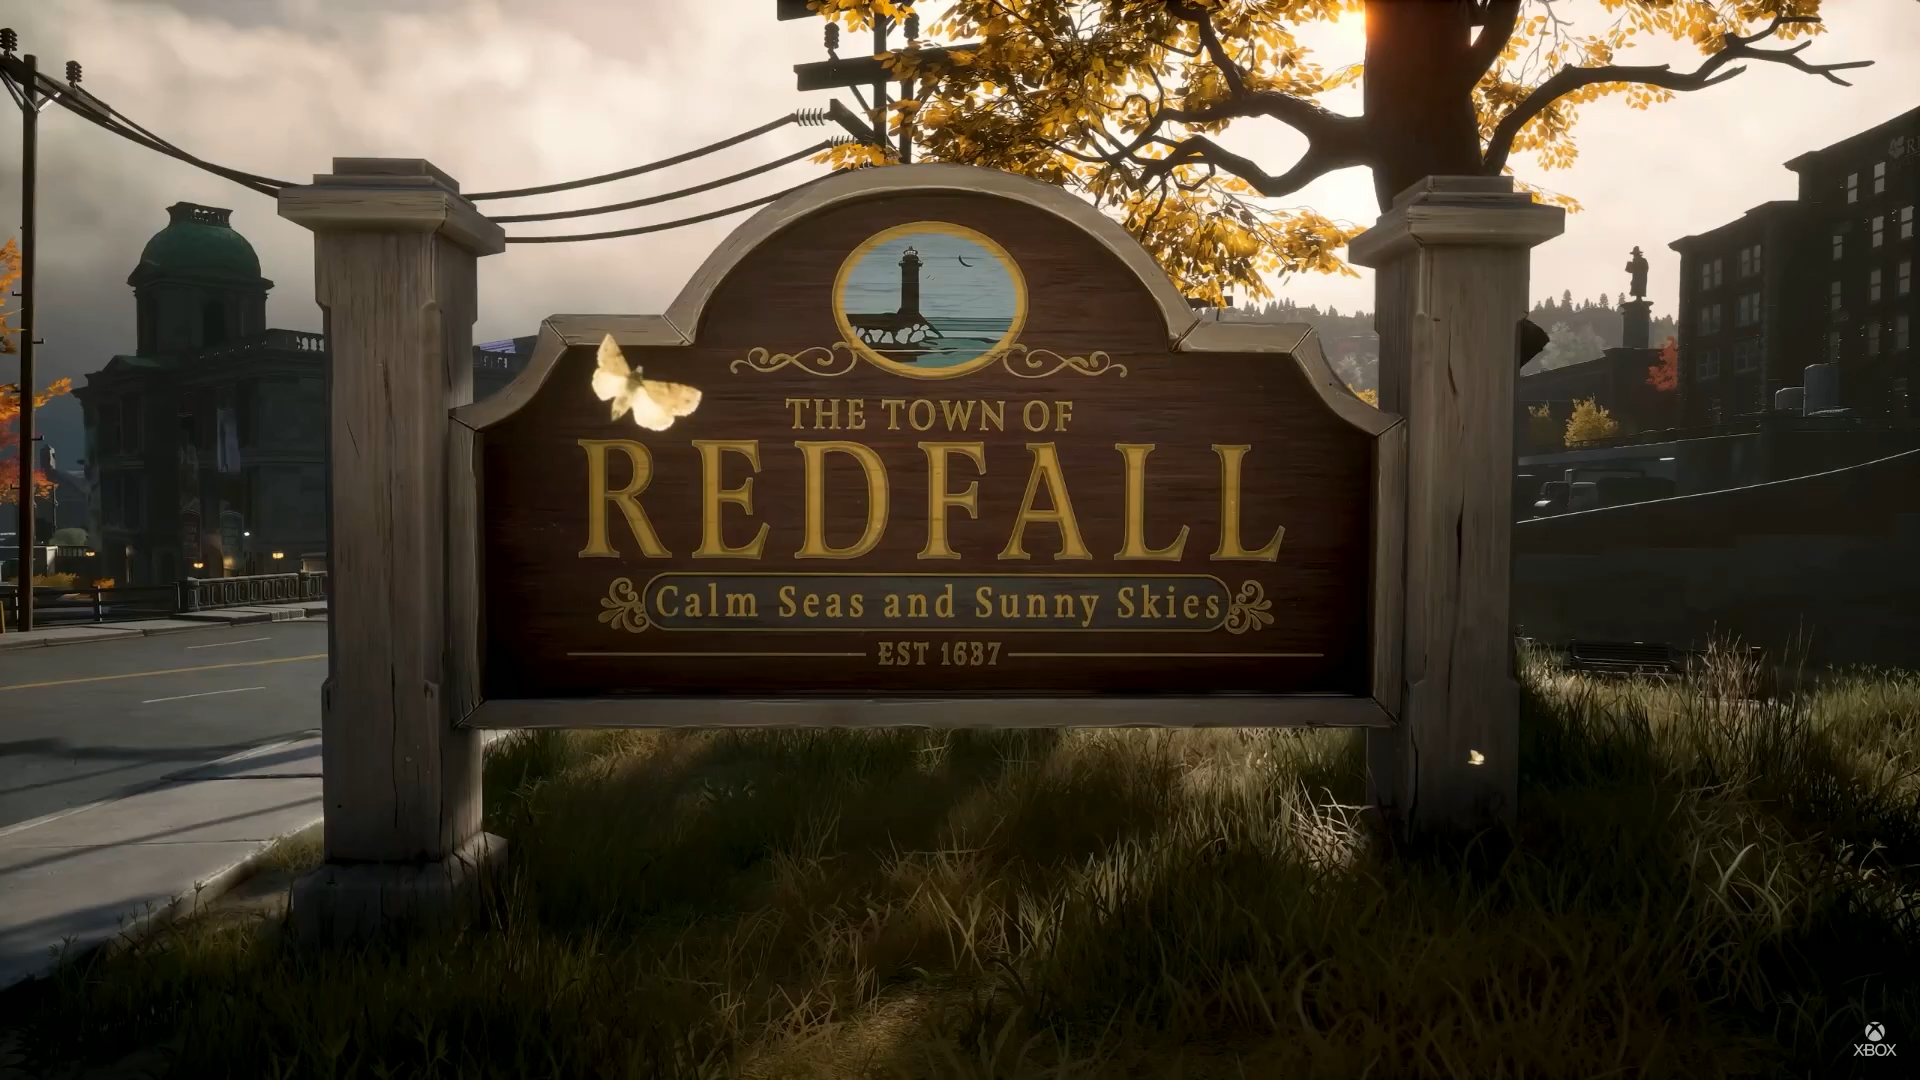 THE TOWN OF
REDFALL
Calm Seas and Sunny Skies
EST 1637
XBOX